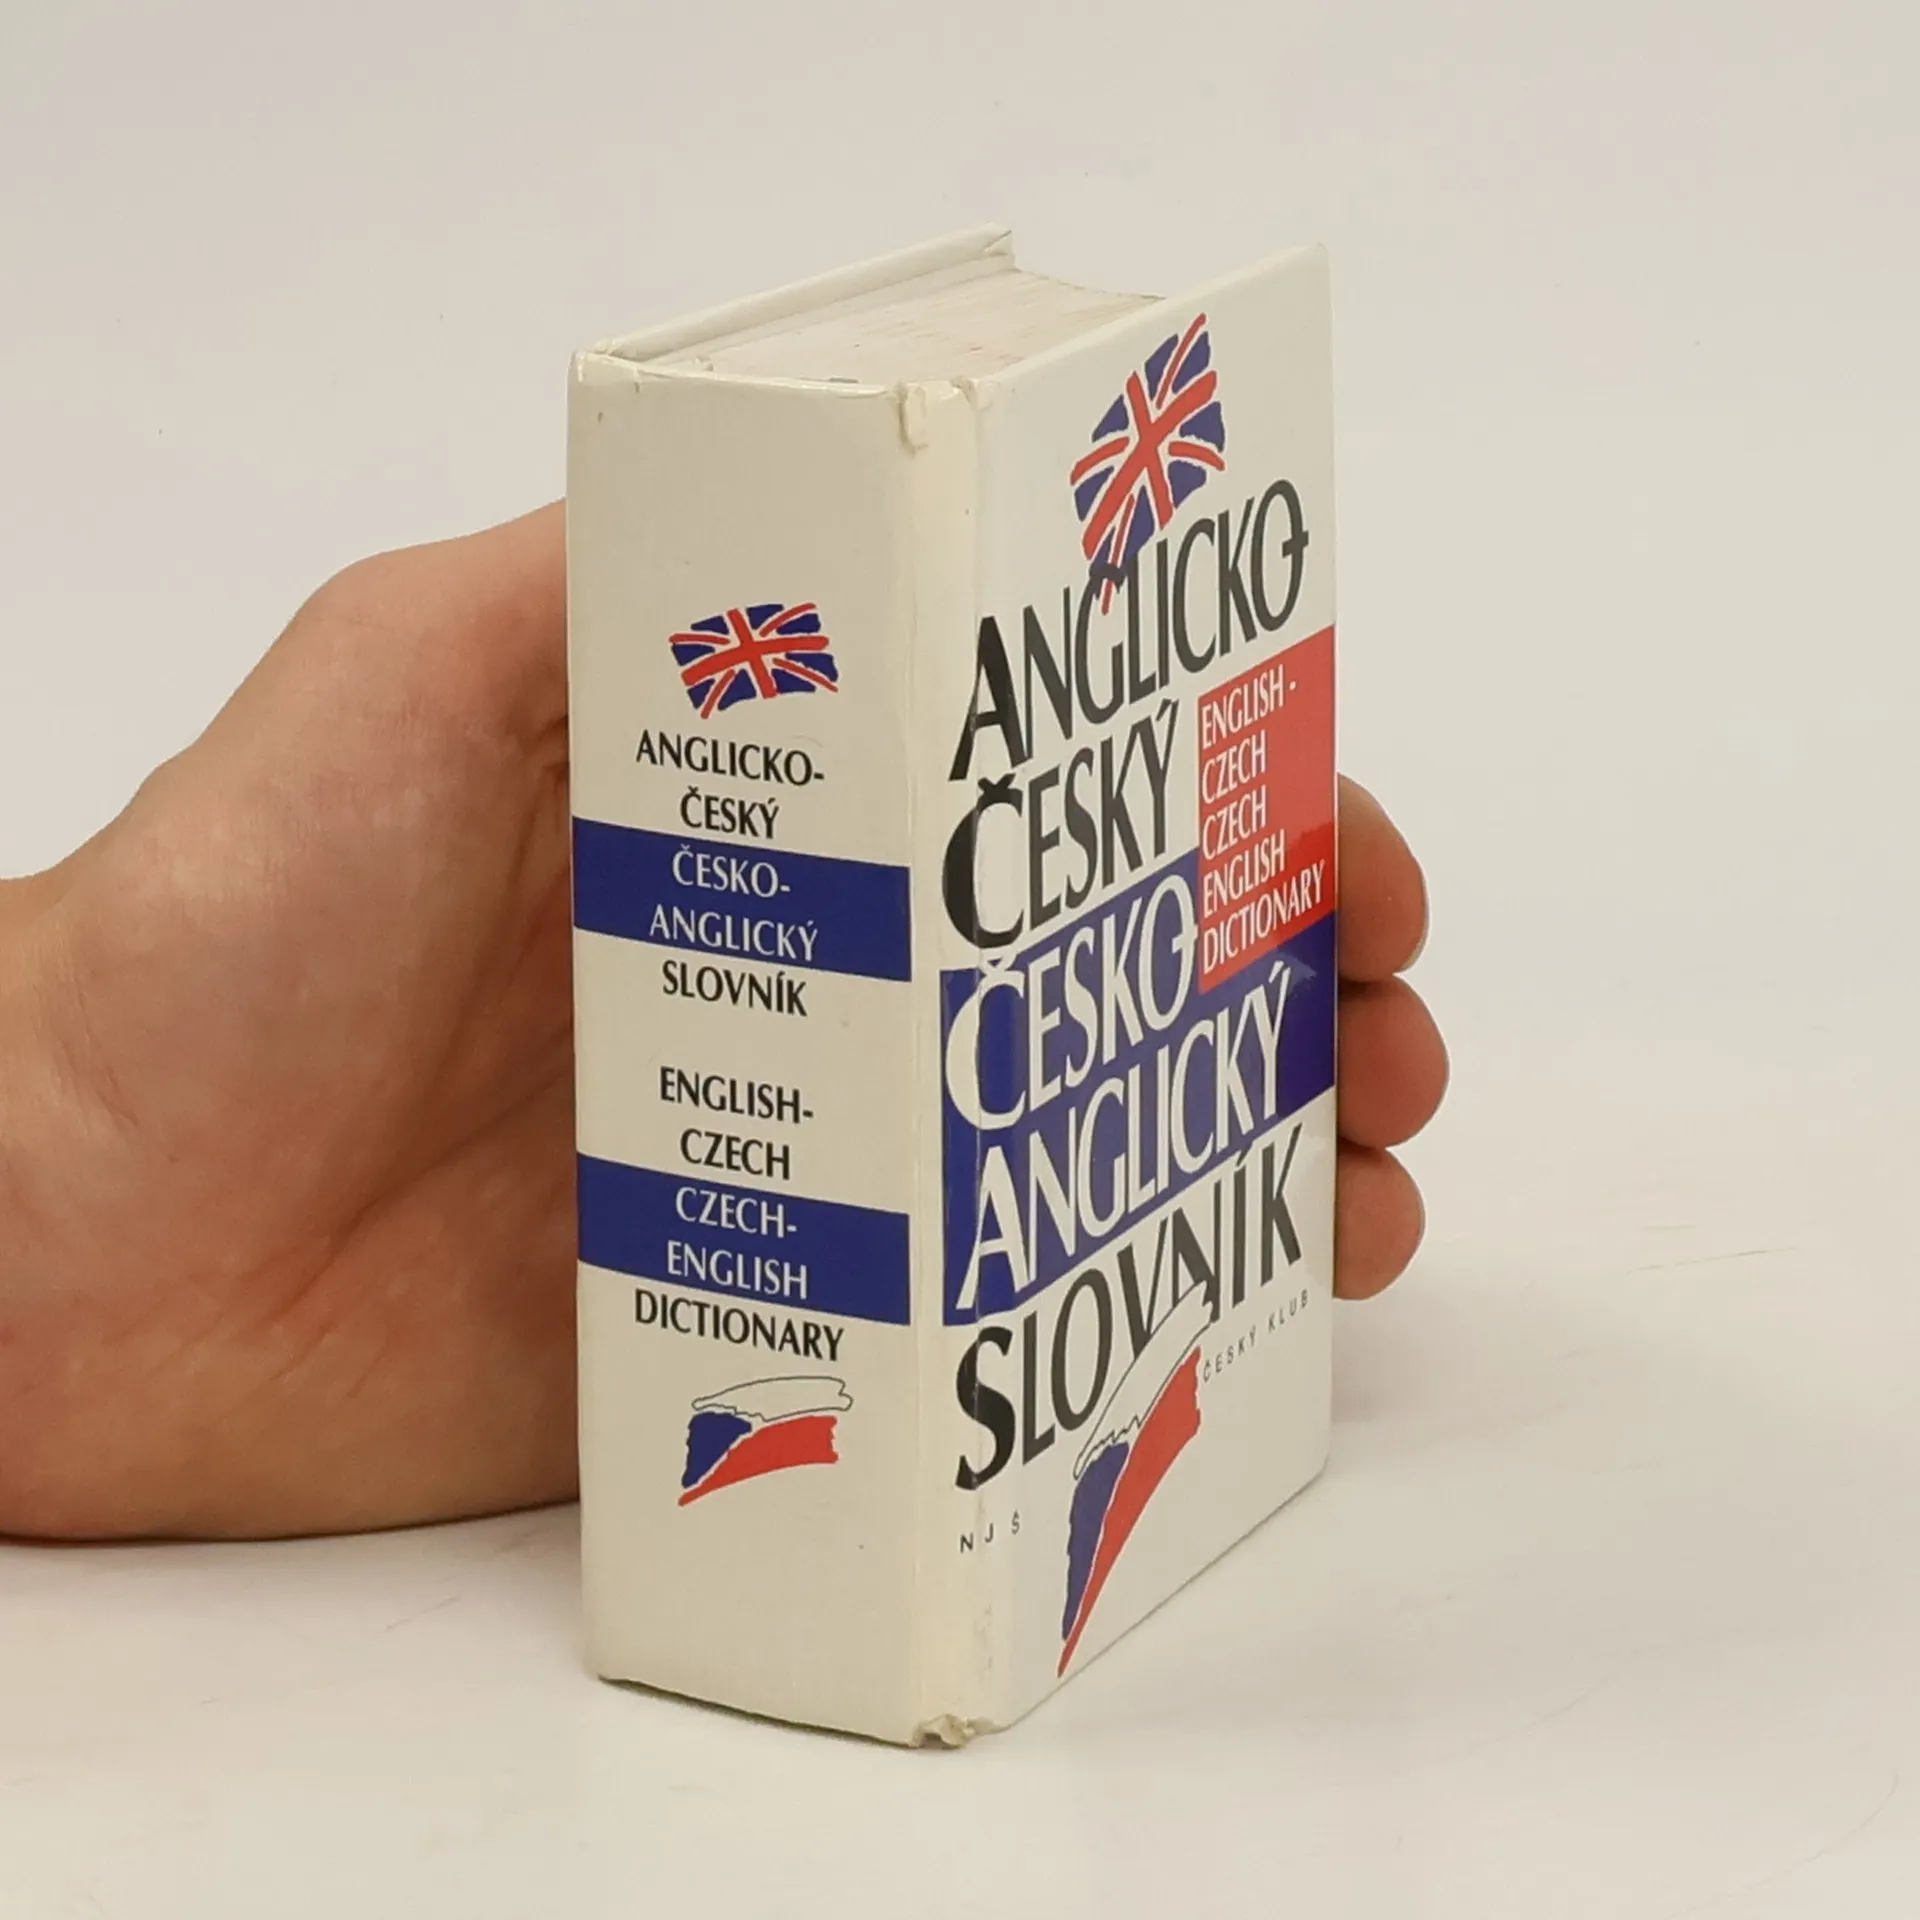 ANGLICKO-
ČESKÝ
ČESKO-
ANGLICKÝ
SLOVNÍK
ENGLISH-
CZECH
CZECH-
ENGLISH
DICTIONARY
ANGLICKO-
ČESKÝ
ENGLISH -
CZECH
CZECH
ENGLISH
DICTIONARY
ČESKO-
ANGLICKÝ
SLOVNÍK
ČESKÝ KLUB
NJŠ